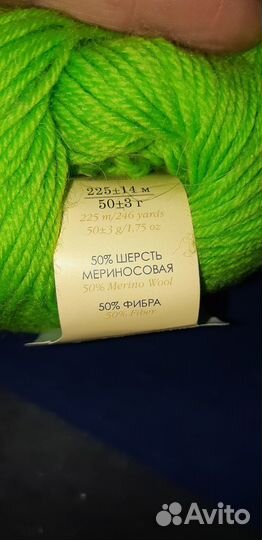 225±14 м
50±3 г
225 m/246 yards
50±3 g/1,75 oz
50% ШЕРСТЬ
МЕРИНОСОВАЯ
50% Merino Wool
50% ФИБРА
50% Fiber
Avito